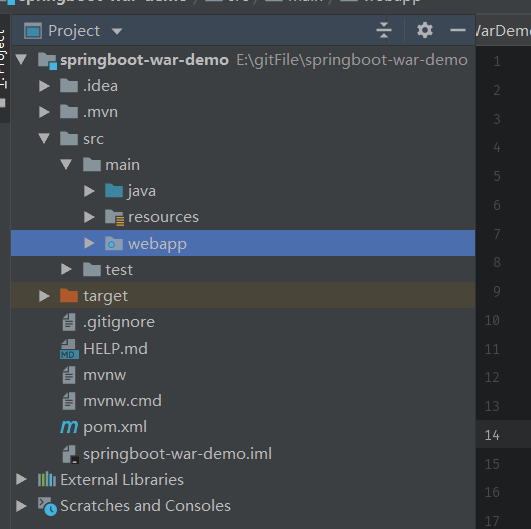 springboot-war-demo src main webapp
Project
Project
springboot-war-demo E:\gitFile\springboot-war-demo
.idea
.mvn
src
main
java
resources
webapp
test
target
.gitignore
HELP.md
mvnw
mvnw.cmd
pom.xml
springboot-war-demo.iml
External Libraries
Scratches and Consoles
WarDemo
1
2
3
4
5
6
7
8
9
10
11
12
13
14
15
16
17